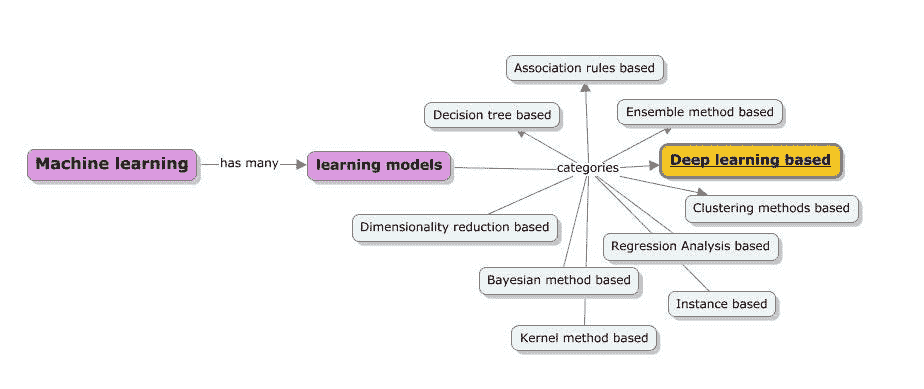 Association rules based
Decision tree based
Ensemble method based
Machine learning
has many
learning models
categories
Deep learning based
Clustering methods based
Dimensionality reduction based
Regression Analysis based
Bayesian method based
Instance based
Kernel method based